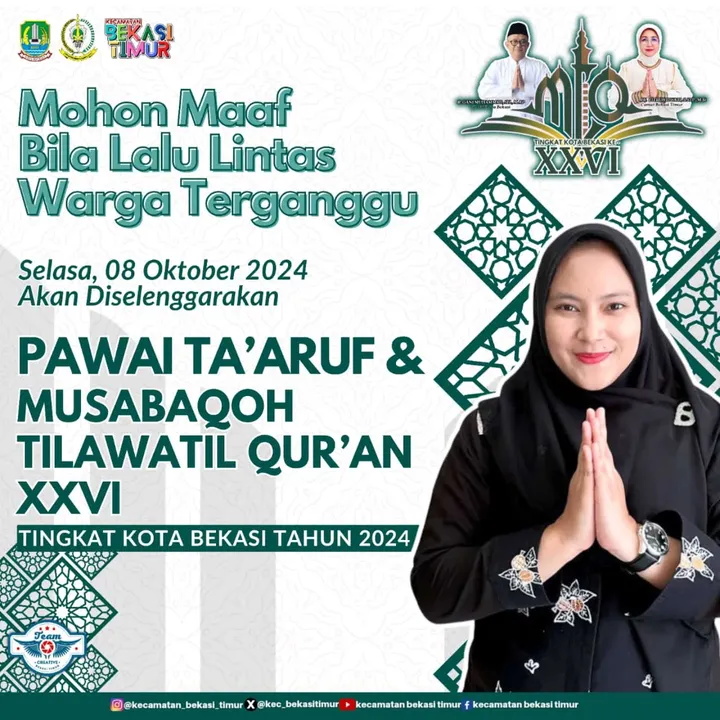 KECAMATAN
BEKASI
TIMUR
MTQ
TINGKAT KOTA BEKASI KE
XXVI
Mohon Maaf
Bila Lalu Lintas
Warga Terganggu
Selasa, 08 Oktober 2024
Akan Diselenggarakan
PAWAI TA'ARUF &
MUSABAQOH
TILAWATIL QUR'AN
XXVI
TINGKAT KOTA BEKASI TAHUN 2024
Team
CREATIVE
@kecamatan_bekasi_timur @kec_bekasitimur kecamatan bekasi timur kecamatan bekasi timur